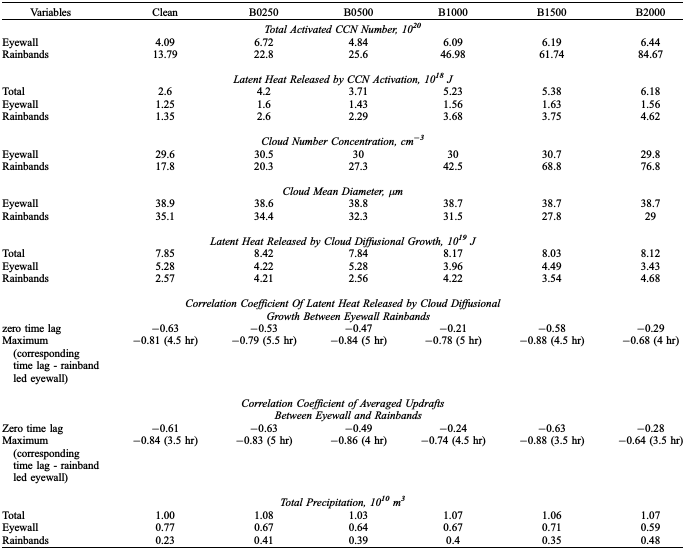 Variables Clean B0250 B0500 B1000 B1500 B2000
Total Activated CCN Number, 10^20
Eyewall 4.09 6.72 4.84 6.09 6.19 6.44
Rainbands 13.79 22.8 25.6 46.98 61.74 84.67
Latent Heat Released by CCN Activation, 10^18 J
Total 2.6 4.2 3.71 5.23 5.38 6.18
Eyewall 1.25 1.6 1.43 1.56 1.63 1.56
Rainbands 1.35 2.6 2.29 3.68 3.75 4.62
Cloud Number Concentration, cm^−3
Eyewall 29.6 30.5 30 30 30.7 29.8
Rainbands 17.8 20.3 27.3 42.5 68.8 76.8
Cloud Mean Diameter, μm
Eyewall 38.9 38.6 38.8 38.7 38.7 38.7
Rainbands 35.1 34.4 32.3 31.5 27.8 29
Latent Heat Released by Cloud Diffusional Growth, 10^19 J
Total 7.85 8.42 7.84 8.17 8.03 8.12
Eyewall 5.28 4.22 5.28 3.96 4.49 3.43
Rainbands 2.57 4.21 2.56 4.22 3.54 4.68
Correlation Coefficient Of Latent Heat Released by Cloud Diffusional
Growth Between Eyewall Rainbands
zero time lag −0.63 −0.53 −0.47 −0.21 −0.58 −0.29
Maximum −0.81 (4.5 hr) −0.79 (5.5 hr) −0.84 (5 hr) −0.78 (5 hr) −0.88 (4.5 hr) −0.68 (4 hr)
(corresponding
time lag - rainband
led eyewall)
Correlation Coefficient of Averaged Updrafts
Between Eyewall and Rainbands
Zero time lag −0.61 −0.63 −0.49 −0.24 −0.63 −0.28
Maximum −0.84 (3.5 hr) −0.83 (5 hr) −0.86 (4 hr) −0.74 (4.5 hr) −0.88 (3.5 hr) −0.64 (3.5 hr)
(corresponding
time lag - rainband
led eyewall)
Total Precipitation, 10^10 m^3
Total 1.00 1.08 1.03 1.07 1.06 1.07
Eyewall 0.77 0.67 0.64 0.67 0.71 0.59
Rainbands 0.23 0.41 0.39 0.4 0.35 0.48